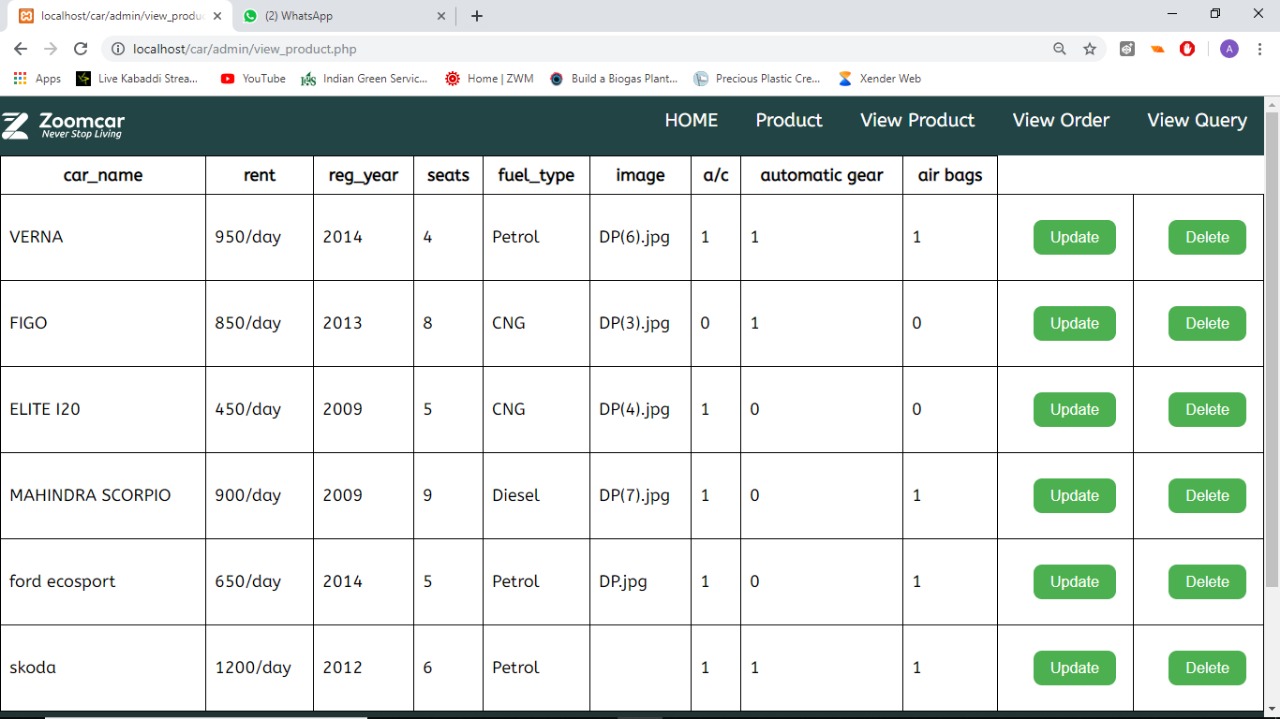 localhost/car/admin/view_produc
(2) WhatsApp
localhost/car/admin/view_product.php
A
Apps Live Kabaddi Strea... YouTube Indian Green Servic... Home | ZWM Build a Biogas Plant... Precious Plastic Cre... Xender Web
Zoomcar
Never Stop Living
HOME Product View Product View Order View Query
car_name rent reg_year seats fuel_type image a/c automatic gear air bags
VERNA 950/day 2014 4 Petrol DP(6).jpg 1 1 1 Update Delete
FIGO 850/day 2013 8 CNG DP(3).jpg 0 1 0 Update Delete
ELITE I20 450/day 2009 5 CNG DP(4).jpg 1 0 0 Update Delete
MAHINDRA SCORPIO 900/day 2009 9 Diesel DP(7).jpg 1 0 1 Update Delete
ford ecosport 650/day 2014 5 Petrol DP.jpg 1 0 1 Update Delete
skoda 1200/day 2012 6 Petrol 1 1 1 Update Delete